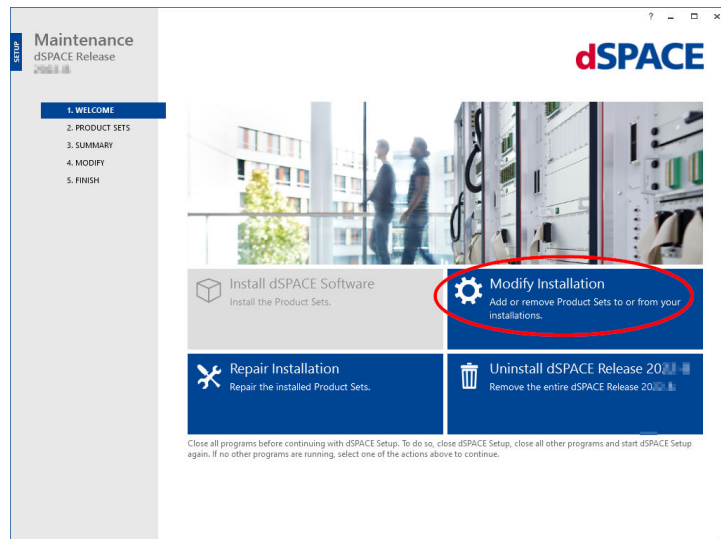 SETUP
Maintenance
dSPACE Release
dSPACE
1. WELCOME
2. PRODUCT SETS
3. SUMMARY
4. MODIFY
5. FINISH
Install dSPACE Software
Install the Product Sets.
Modify Installation
Add or remove Product Sets to or from your
installations.
Repair Installation
Repair the installed Product Sets.
Uninstall dSPACE Release 20
Remove the entire dSPACE Release 20
Close all programs before continuing with dSPACE Setup. To do so, close dSPACE Setup, close all other programs and start dSPACE Setup
again. If no other programs are running, select one of the actions above to continue.